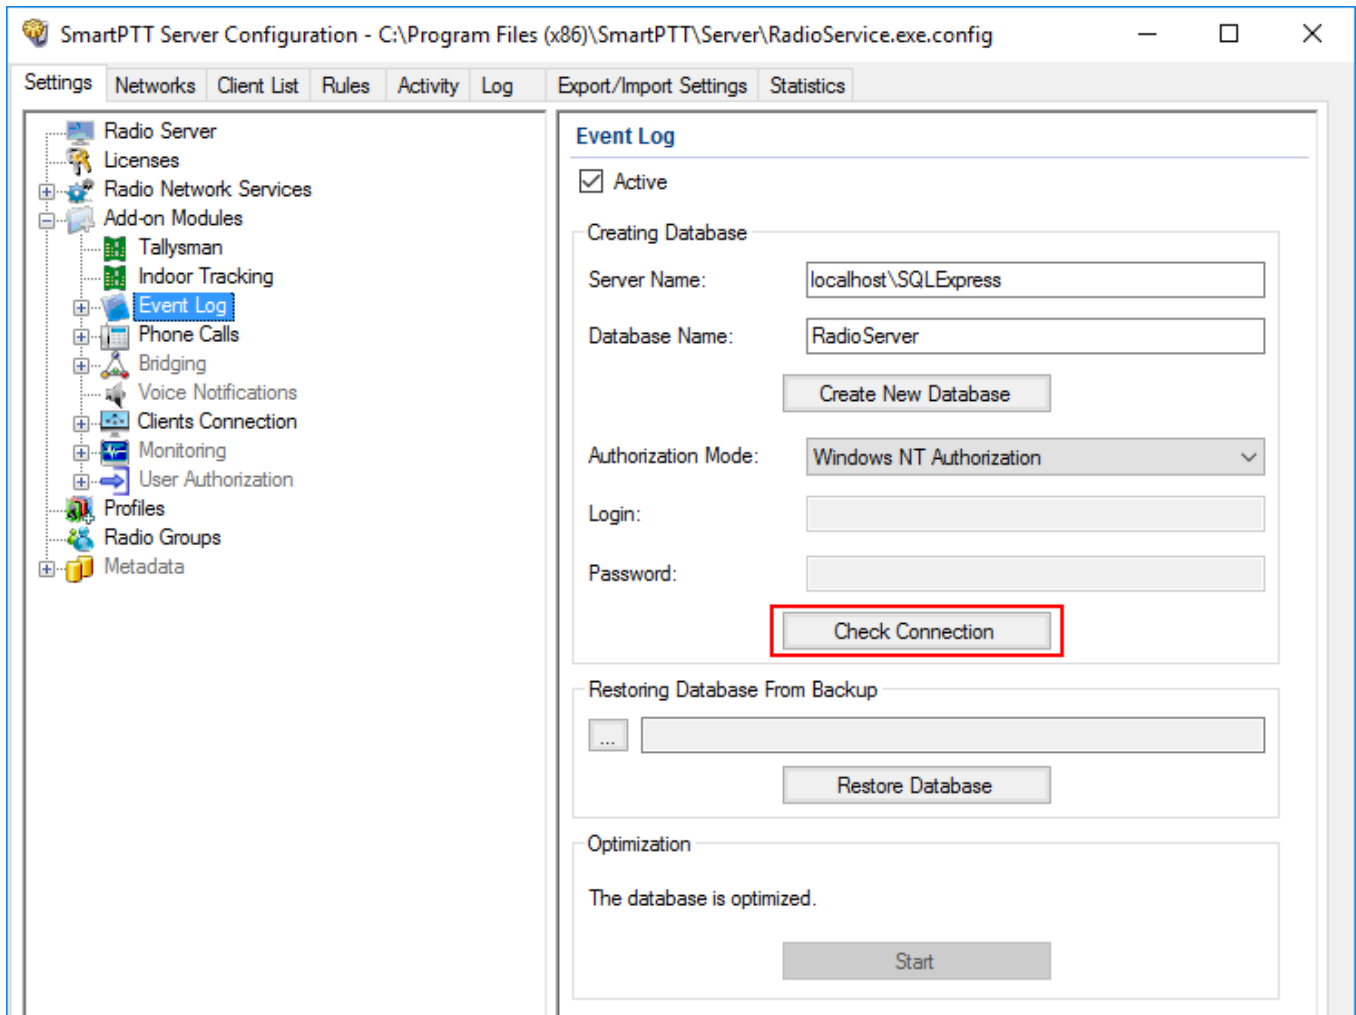 SmartPTT Server Configuration - C:\Program Files (x86)\SmartPTT\Server\RadioService.exe.config
Settings Networks Client List Rules Activity Log Export/Import Settings Statistics
Radio Server
Licenses
Radio Network Services
Add-on Modules
Tallysman
Indoor Tracking
Event Log
Phone Calls
Bridging
Voice Notifications
Clients Connection
Monitoring
User Authorization
Profiles
Radio Groups
Metadata
Event Log
Active
Creating Database
Server Name: localhost\SQLExpress
Database Name: RadioServer
Create New Database
Authorization Mode: Windows NT Authorization
Login:
Password:
Check Connection
Restoring Database From Backup
...
Restore Database
Optimization
The database is optimized.
Start